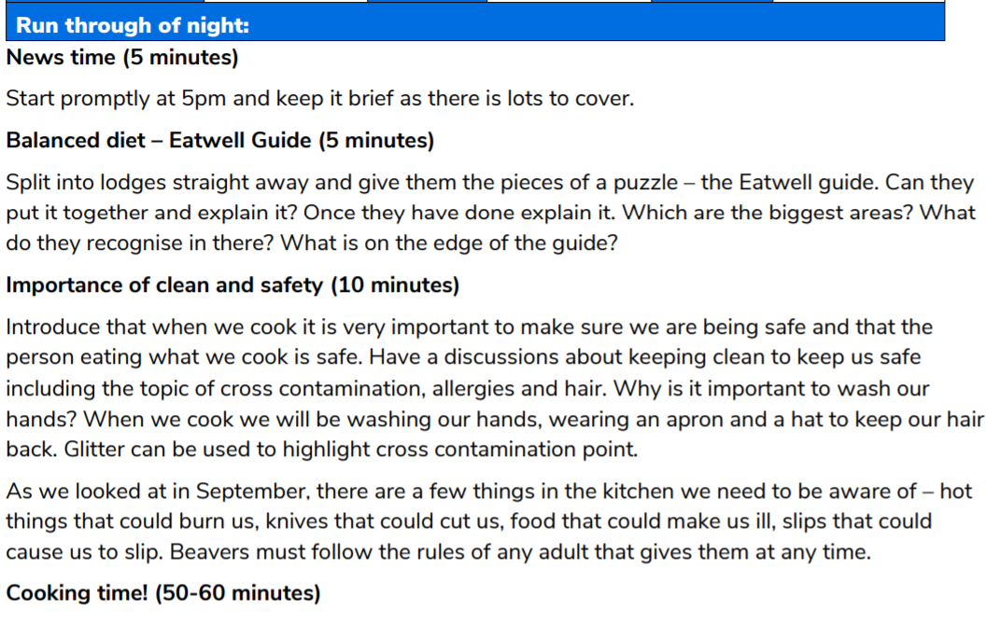 Run through of night:
News time (5 minutes)
Start promptly at 5pm and keep it brief as there is lots to cover.
Balanced diet – Eatwell Guide (5 minutes)
Split into lodges straight away and give them the pieces of a puzzle – the Eatwell guide. Can they
put it together and explain it? Once they have done explain it. Which are the biggest areas? What
do they recognise in there? What is on the edge of the guide?
Importance of clean and safety (10 minutes)
Introduce that when we cook it is very important to make sure we are being safe and that the
person eating what we cook is safe. Have a discussions about keeping clean to keep us safe
including the topic of cross contamination, allergies and hair. Why is it important to wash our
hands? When we cook we will be washing our hands, wearing an apron and a hat to keep our hair
back. Glitter can be used to highlight cross contamination point.
As we looked at in September, there are a few things in the kitchen we need to be aware of – hot
things that could burn us, knives that could cut us, food that could make us ill, slips that could
cause us to slip. Beavers must follow the rules of any adult that gives them at any time.
Cooking time! (50-60 minutes)